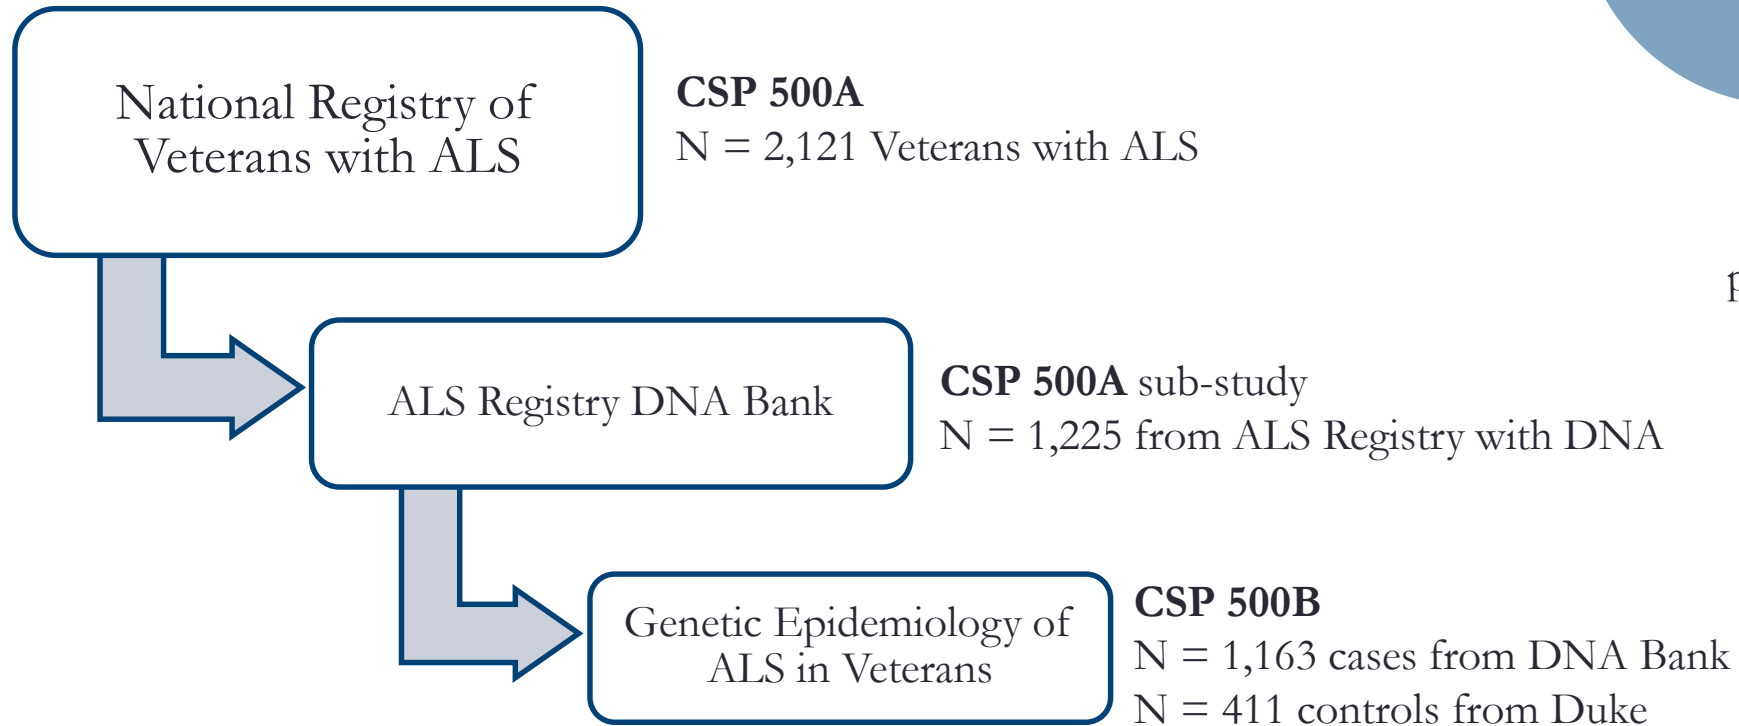 National Registry of
Veterans with ALS
CSP 500A
N = 2,121 Veterans with ALS
ALS Registry DNA Bank
CSP 500A sub-study
N = 1,225 from ALS Registry with DNA
Genetic Epidemiology of
ALS in Veterans
CSP 500B
N = 1,163 cases from DNA Bank
N = 411 controls from Duke